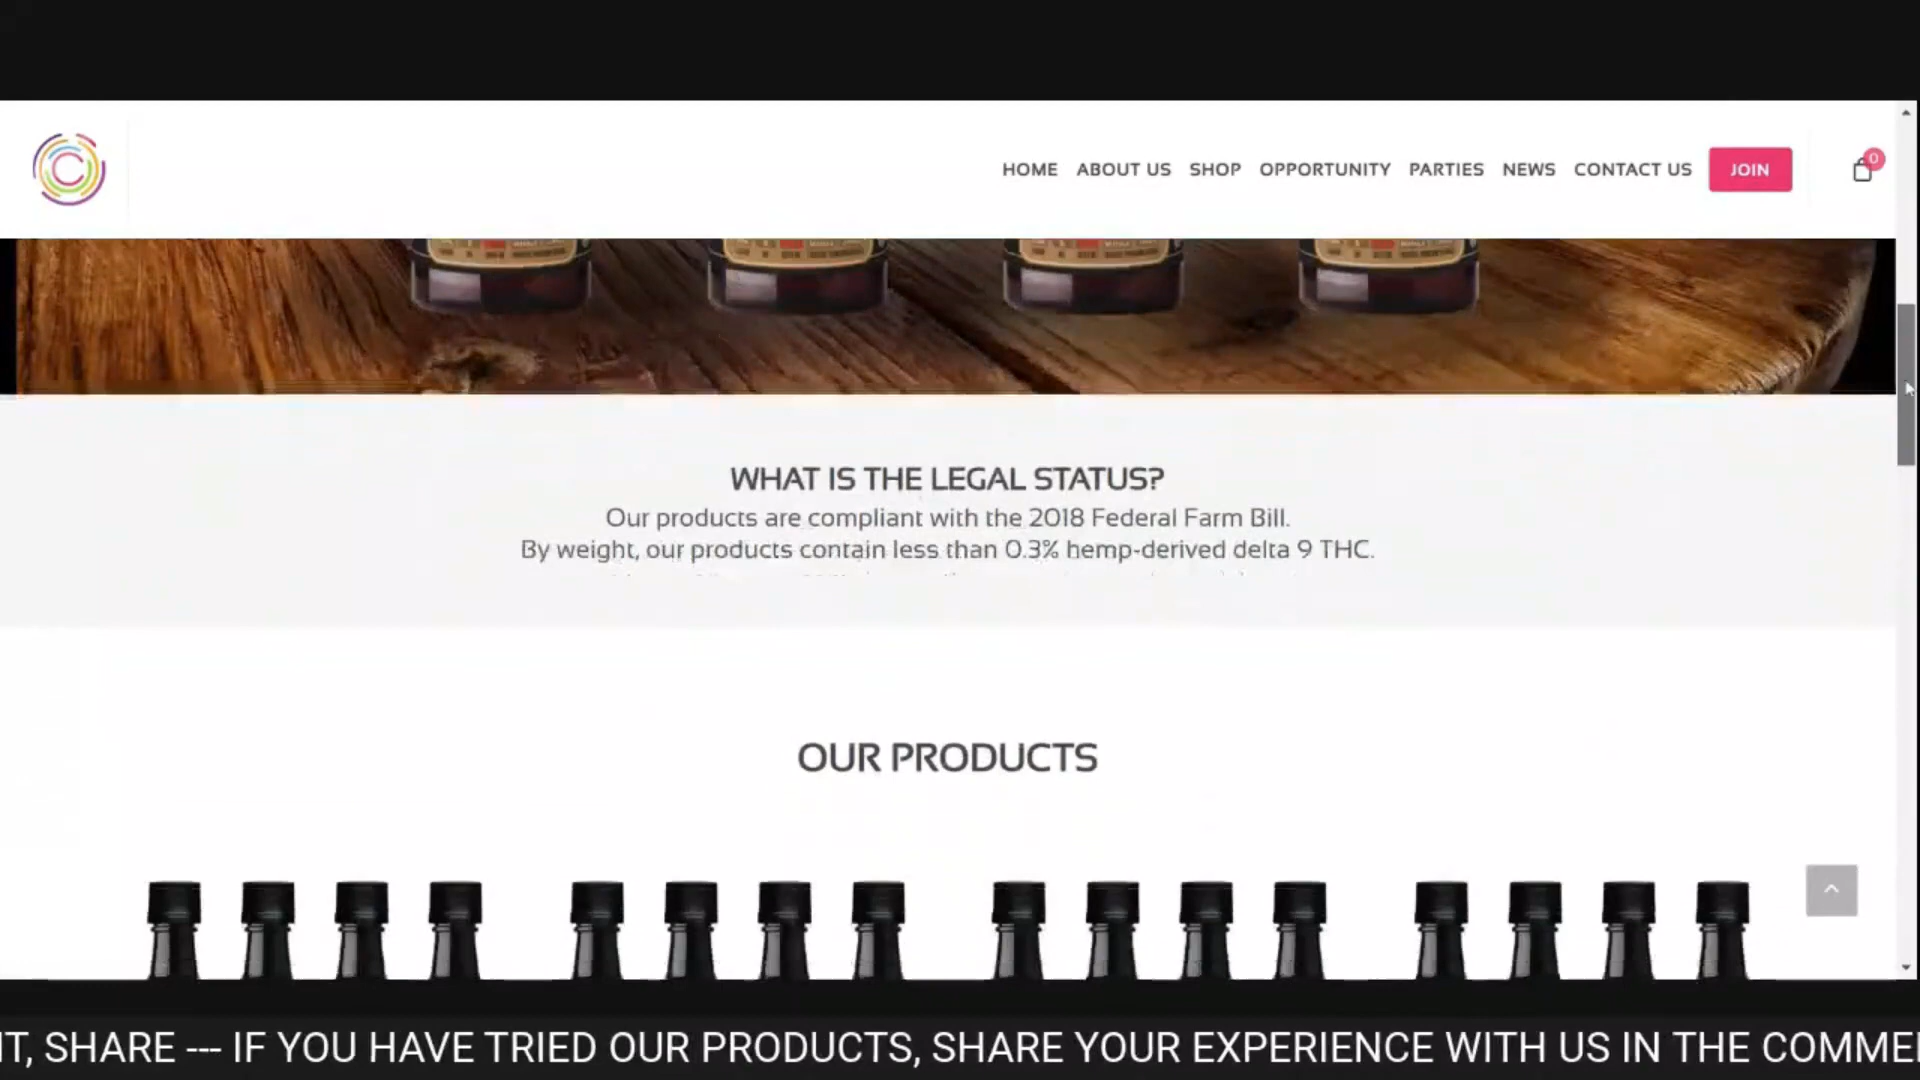 HOME ABOUT US SHOP OPPORTUNITY PARTIES NEWS CONTACT US JOIN 0
WHAT IS THE LEGAL STATUS?
Our products are compliant with the 2018 Federal Farm Bill.
By weight, our products contain less than 0.3% hemp-derived delta 9 THC.
OUR PRODUCTS
IT, SHARE --- IF YOU HAVE TRIED OUR PRODUCTS, SHARE YOUR EXPERIENCE WITH US IN THE COMME